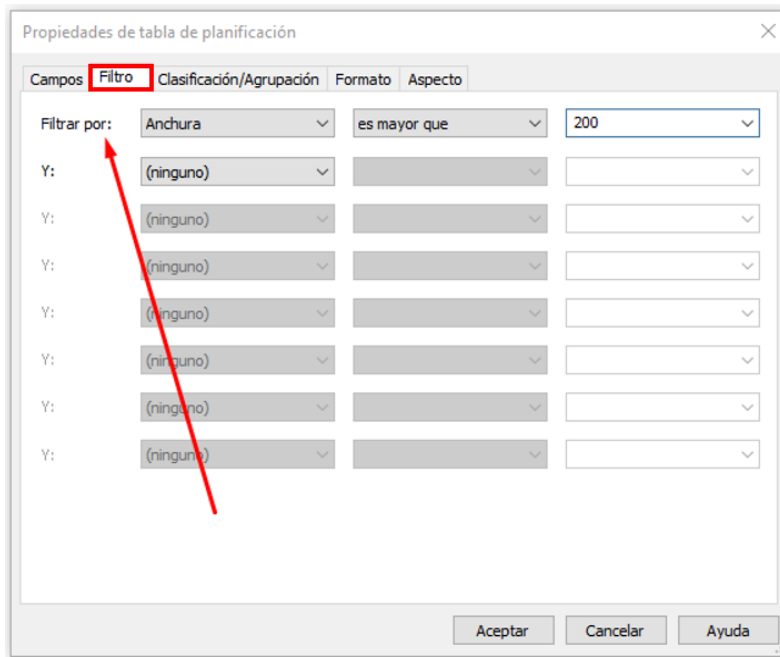 Propiedades de tabla de planificación
Campos Filtro Clasificación/Agrupación Formato Aspecto
Filtrar por: Anchura es mayor que 200
Y: (ninguno)
Y: (ninguno)
Y: (ninguno)
Y: (ninguno)
Y: (ninguno)
Y: (ninguno)
Y: (ninguno)
Aceptar Cancelar Ayuda